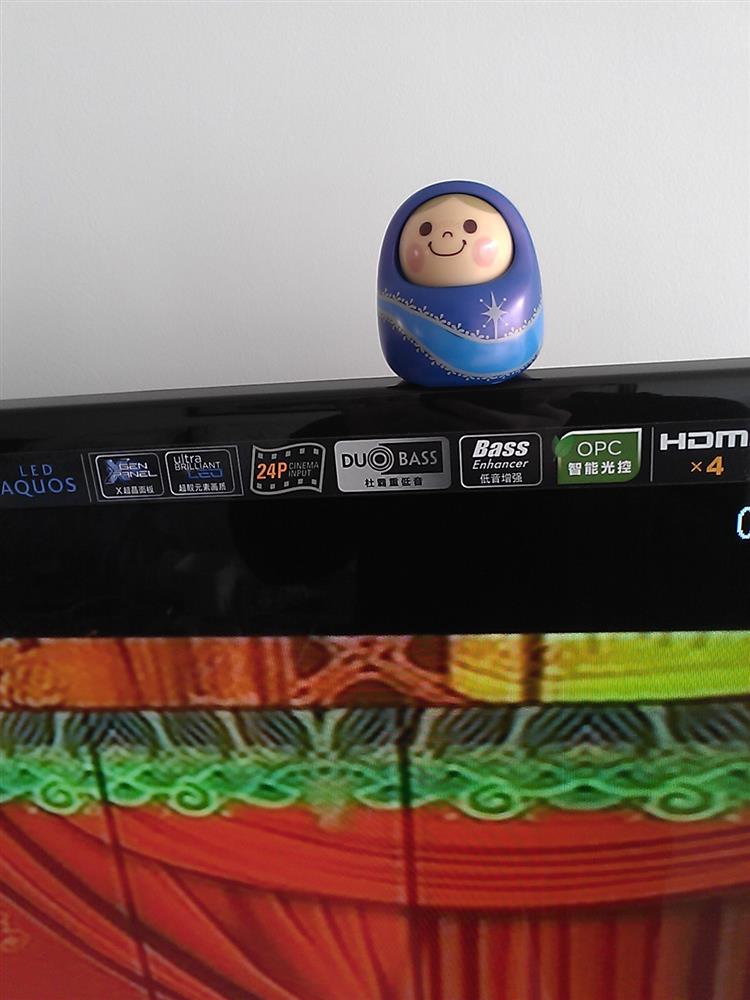 LED
AQUOS
X GEN
PANEL
X超晶面板
ultra
BRILLIANT
LED
超靓元素画质
24P CINEMA
INPUT
DUO BASS
杜霸重低音
Bass
Enhancer
低音增强
OPC
智能光控
HDMI
×4